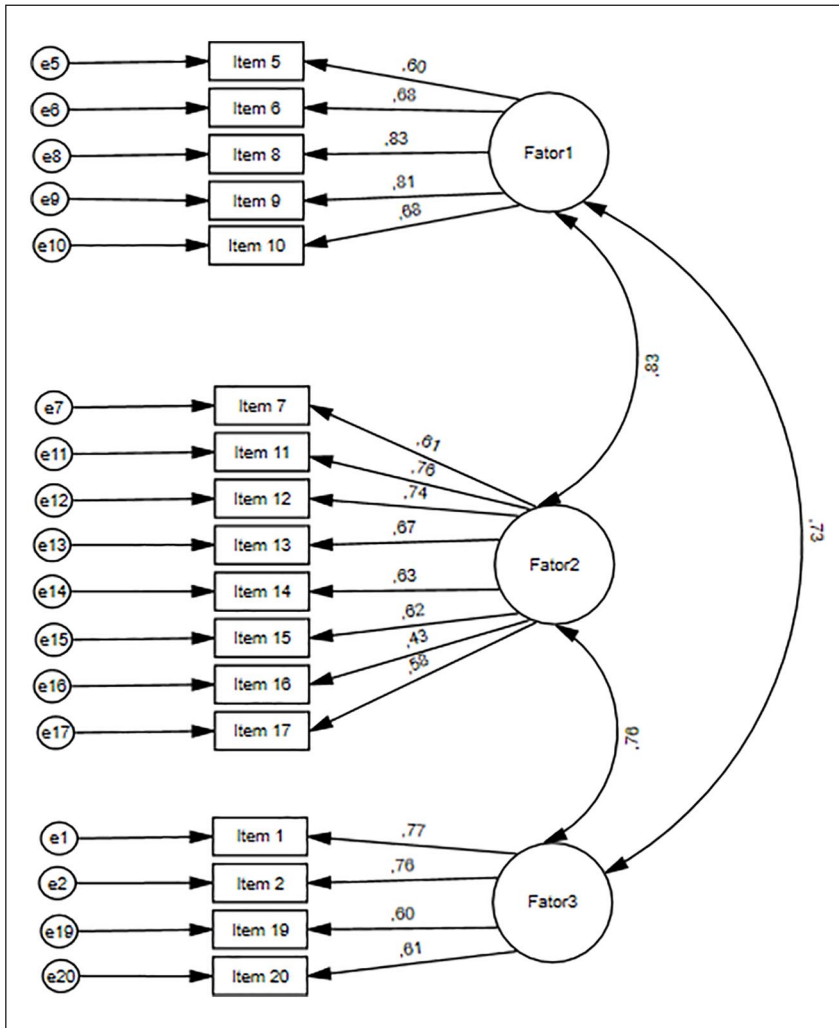 e5 Item 5 ,60
e6 Item 6 ,68
e8 Item 8 ,83 Fator1
e9 Item 9 ,81
e10 Item 10 ,68
,83
e7 Item 7 ,61
e11 Item 11 ,76
e12 Item 12 ,74
e13 Item 13 ,67 ,73
e14 Item 14 ,63 Fator2
e15 Item 15 ,62
e16 Item 16 ,43
e17 Item 17 ,58
,76
e1 Item 1 ,77
e2 Item 2 ,76
e19 Item 19 ,60 Fator3
e20 Item 20 ,61